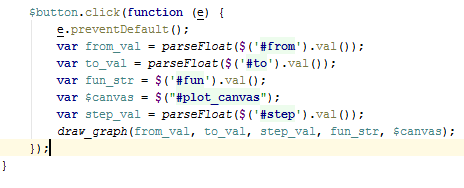 $button.click(function (e) {
e.preventDefault();
var from_val = parseFloat($('#from').val());
var to_val = parseFloat($('#to').val());
var fun_str = $('#fun').val();
var $canvas = $("#plot_canvas");
var step_val = parseFloat($('#step').val());
draw_graph(from_val, to_val, step_val, fun_str, $canvas);
});
}